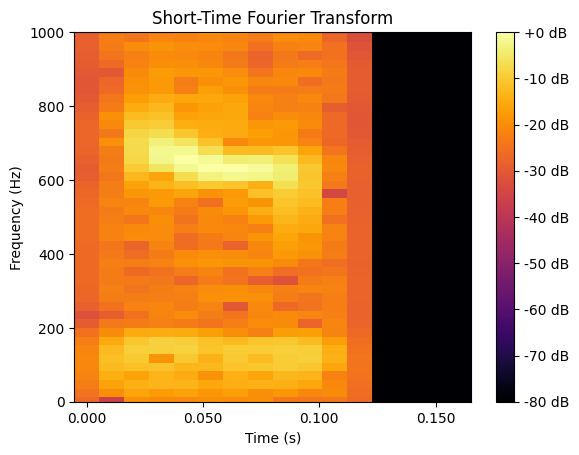 Short-Time Fourier Transform
Frequency (Hz)
1000
800
600
400
200
0
0.000
0.050
0.100
0.150
Time (s)
+0 dB
-10 dB
-20 dB
-30 dB
-40 dB
-50 dB
-60 dB
-70 dB
-80 dB